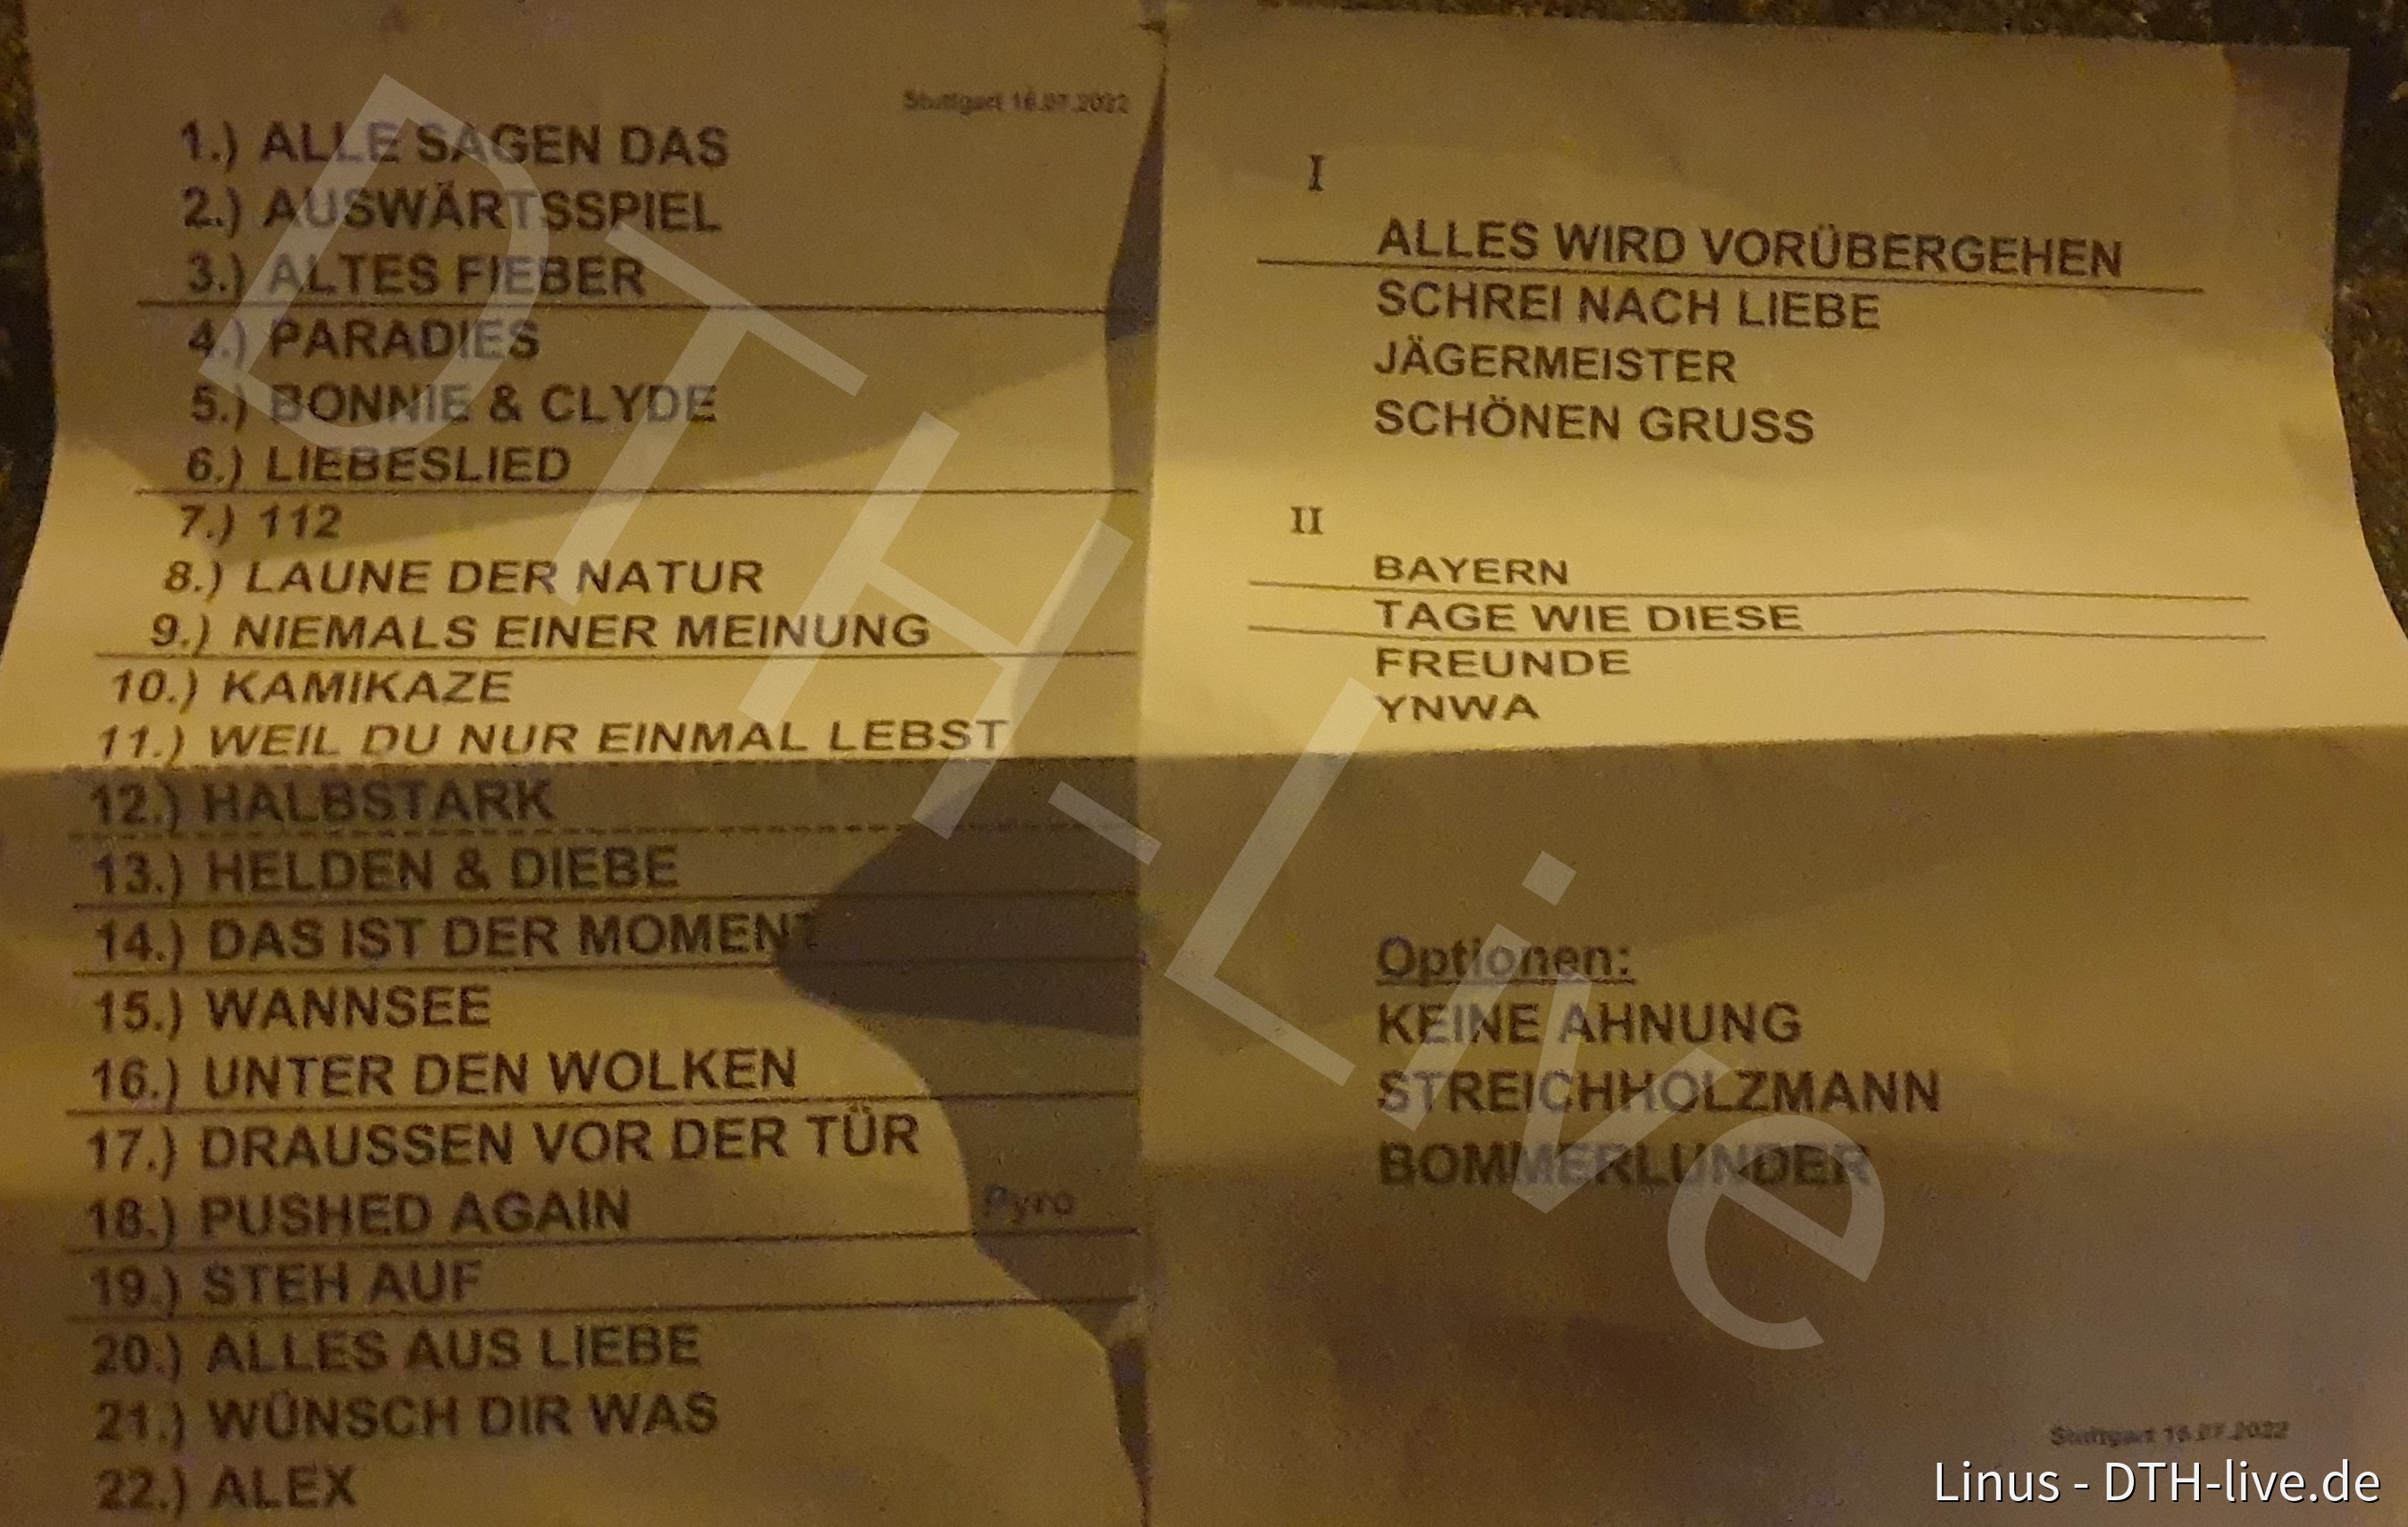 Stuttgart 16.07.2022
1.) ALLE SAGEN DAS
2.) AUSWÄRTSSPIEL
3.) ALTES FIEBER
4.) PARADIES
5.) BONNIE & CLYDE
6.) LIEBESLIED
7.) 112
8.) LAUNE DER NATUR
9.) NIEMALS EINER MEINUNG
10.) KAMIKAZE
11.) WEIL DU NUR EINMAL LEBST
12.) HALBSTARK
13.) HELDEN & DIEBE
14.) DAS IST DER MOMENT
15.) WANNSEE
16.) UNTER DEN WOLKEN
17.) DRAUSSEN VOR DER TÜR
18.) PUSHED AGAIN Pyro
19.) STEH AUF
20.) ALLES AUS LIEBE
21.) WÜNSCH DIR WAS
22.) ALEX
I
ALLES WIRD VORÜBERGEHEN
SCHREI NACH LIEBE
JÄGERMEISTER
SCHÖNEN GRUSS
II
BAYERN
TAGE WIE DIESE
FREUNDE
YNWA
Optionen:
KEINE AHNUNG
STREICHHOLZMANN
BOMMERLUNDER
Stuttgart 16.07.2022
DTH-Live
Linus - DTH-live.de